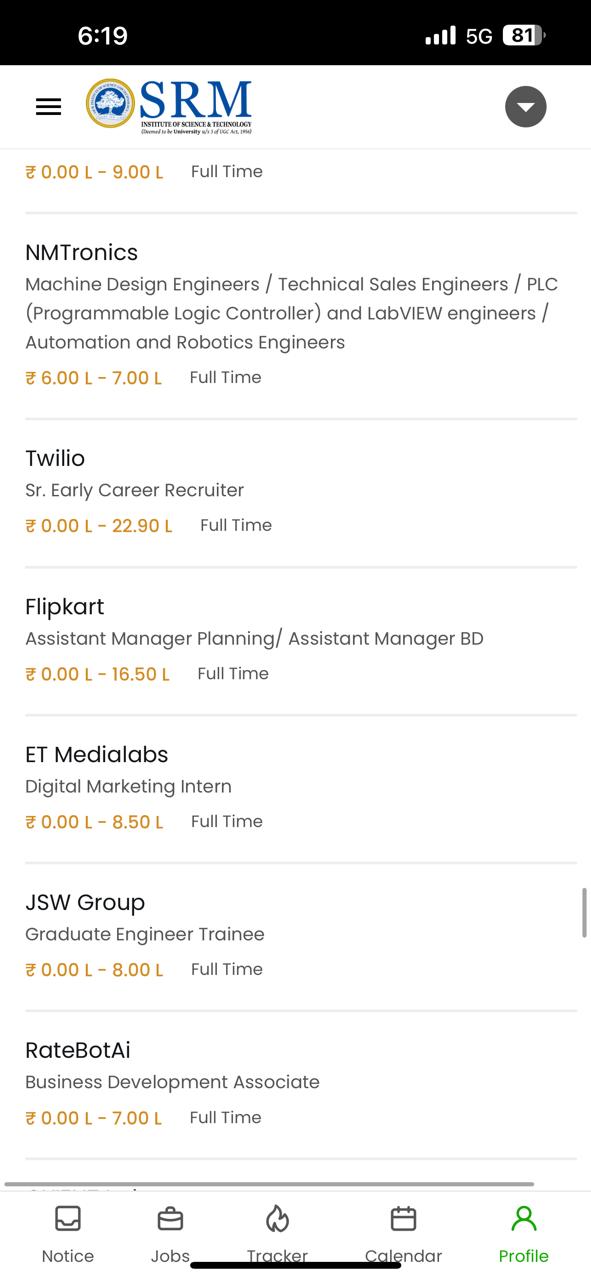 6:19
5G 81
SRM
INSTITUTE OF SCIENCE & TECHNOLOGY
(Deemed to be University u/s 3 of UGC Act, 1956)
₹ 0.00 L - 9.00 L Full Time
NMTronics
Machine Design Engineers / Technical Sales Engineers / PLC
(Programmable Logic Controller) and LabVIEW engineers /
Automation and Robotics Engineers
₹ 6.00 L - 7.00 L Full Time
Twilio
Sr. Early Career Recruiter
₹ 0.00 L - 22.90 L Full Time
Flipkart
Assistant Manager Planning/ Assistant Manager BD
₹ 0.00 L - 16.50 L Full Time
ET Medialabs
Digital Marketing Intern
₹ 0.00 L - 8.50 L Full Time
JSW Group
Graduate Engineer Trainee
₹ 0.00 L - 8.00 L Full Time
RateBotAi
Business Development Associate
₹ 0.00 L - 7.00 L Full Time
Notice Jobs Tracker Calendar Profile